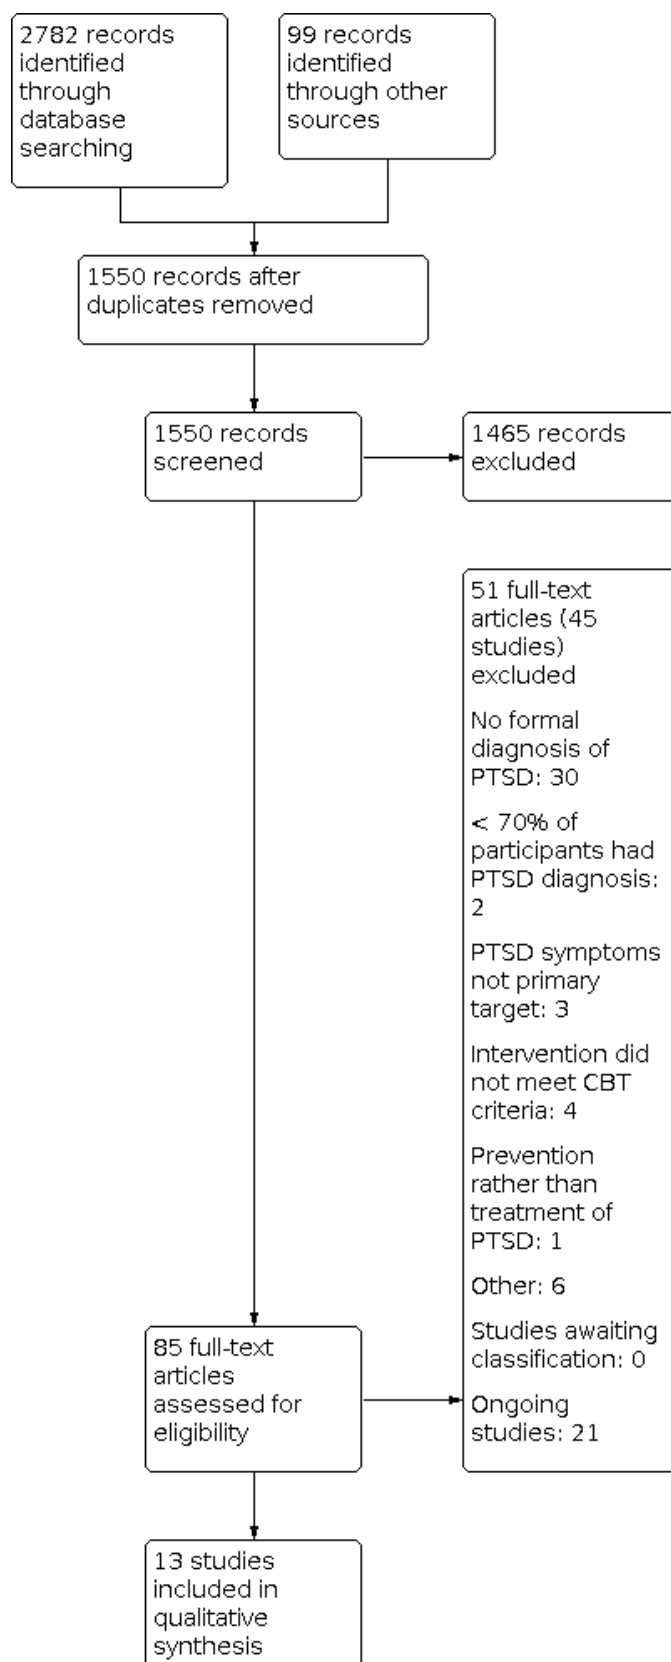 2782 records
identified
through
database
searching
99 records
identified
through other
sources
1550 records after
duplicates removed
1550 records
screened
1465 records
excluded
51 full-text
articles (45
studies)
excluded
No formal
diagnosis of
PTSD: 30
< 70% of
participants had
PTSD diagnosis:
2
PTSD symptoms
not primary
target: 3
Intervention did
not meet CBT
criteria: 4
Prevention
rather than
treatment of
PTSD: 1
Other: 6
Studies awaiting
classification: 0
Ongoing
studies: 21
85 full-text
articles
assessed for
eligibility
13 studies
included in
qualitative
synthesis